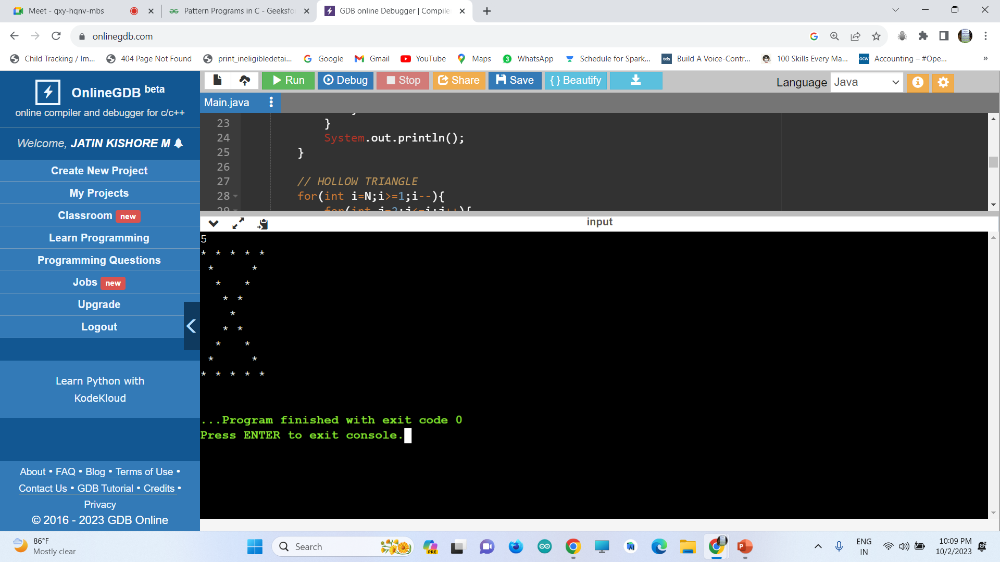 Meet - qxy-hqnv-mbs
Pattern Programs in C - Geeksfo
GDB online Debugger | Compile
onlinegdb.com
Child Tracking / Im... 404 Page Not Found print_ineligibledetai... Google Gmail YouTube Maps WhatsApp Schedule for Spark... Build A Voice-Contr... 100 Skills Every Ma... Accounting – #Ope... »
OnlineGDB beta
online compiler and debugger for c/c++
Welcome, JATIN KISHORE M
Create New Project
My Projects
Classroom new
Learn Programming
Programming Questions
Jobs new
Upgrade
Logout
Learn Python with
KodeKloud
About • FAQ • Blog • Terms of Use •
Contact Us • GDB Tutorial • Credits •
Privacy
© 2016 - 2023 GDB Online
Run Debug Stop Share Save { } Beautify
Language Java
Main.java
23 }
24 System.out.println();
25 }
26
27 // HOLLOW TRIANGLE
28 for(int i=N;i>=1;i--){
input
5
* * * * *
 *     *
  *   *
   * *
    *
   * *
  *   *
 *     *
* * * * *
...Program finished with exit code 0
Press ENTER to exit console.
86°F
Mostly clear
Search
PRE
ENG
IN
10:09 PM
10/2/2023